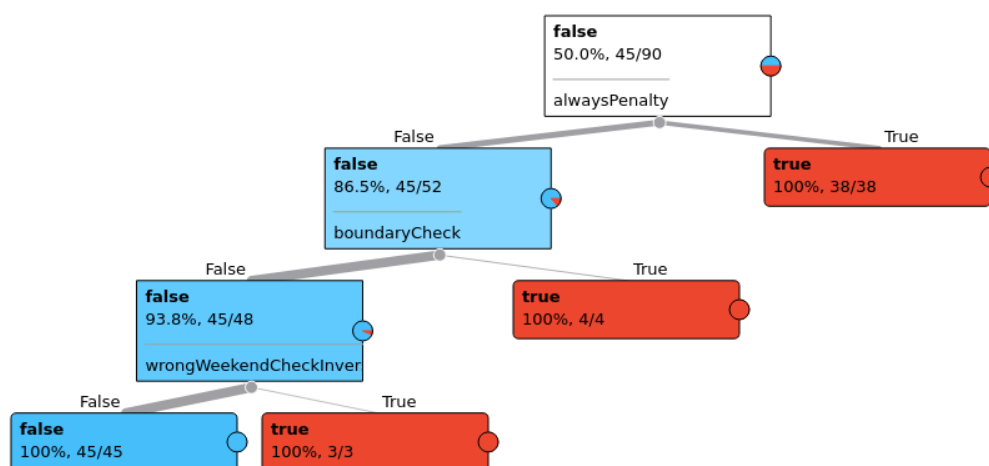 false
50.0%, 45/90
alwaysPenalty
False
True
false
86.5%, 45/52
boundaryCheck
true
100%, 38/38
False
True
false
93.8%, 45/48
wrongWeekendCheckInver
true
100%, 4/4
False
True
false
100%, 45/45
true
100%, 3/3